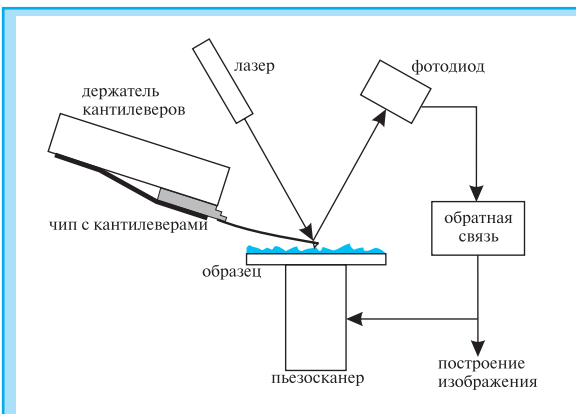 держатель
кантилеверов
лазер
фотодиод
чип с кантилеверами
обратная
связь
образец
пьезосканер
построение
изображения